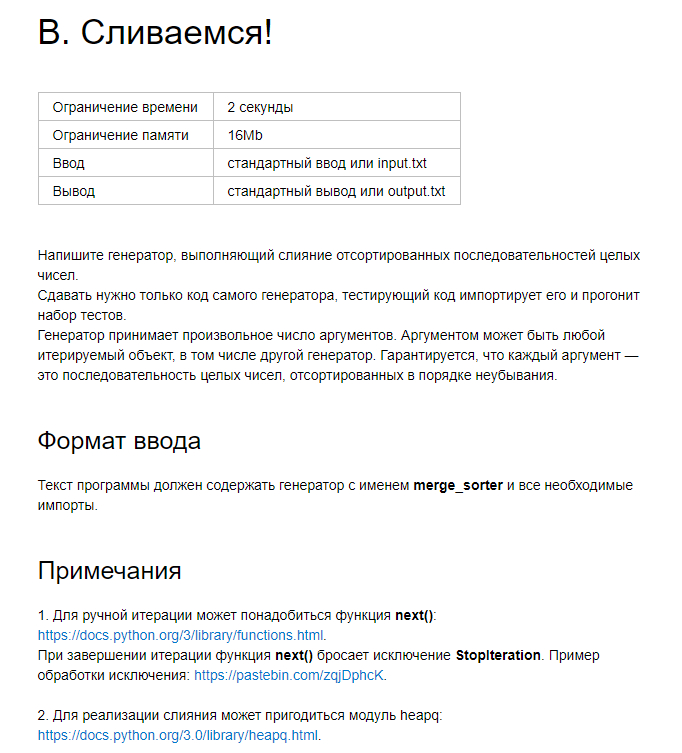 В. Сливаемся!
Ограничение времени 2 секунды
Ограничение памяти 16Mb
Ввод стандартный ввод или input.txt
Вывод стандартный вывод или output.txt
Напишите генератор, выполняющий слияние отсортированных последовательностей целых
чисел.
Сдавать нужно только код самого генератора, тестирующий код импортирует его и прогонит
набор тестов.
Генератор принимает произвольное число аргументов. Аргументом может быть любой
итерируемый объект, в том числе другой генератор. Гарантируется, что каждый аргумент —
это последовательность целых чисел, отсортированных в порядке неубывания.
Формат ввода
Текст программы должен содержать генератор с именем merge_sorter и все необходимые
импорты.
Примечания
1. Для ручной итерации может понадобиться функция next():
https://docs.python.org/3/library/functions.html.
При завершении итерации функция next() бросает исключение StopIteration. Пример
обработки исключения: https://pastebin.com/zqjDphcK.
2. Для реализации слияния может пригодиться модуль heapq:
https://docs.python.org/3.0/library/heapq.html.